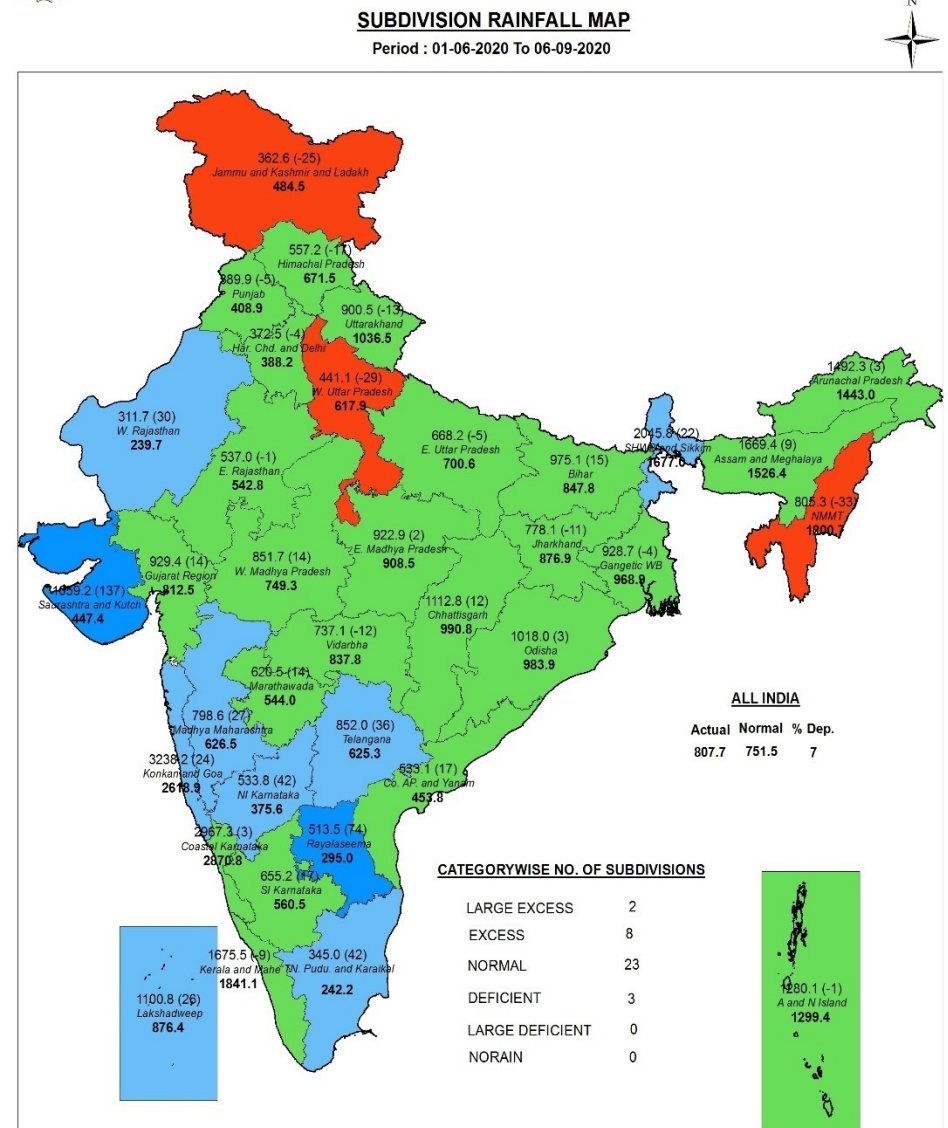 N
SUBDIVISION RAINFALL MAP
Period : 01-06-2020 To 06-09-2020
362.6 (-25)
Jammu and Kashmir and Ladakh
484.5
557.2 (-17)
Himachal Pradesh
671.5
389.9 (-5)
Punjab
408.9
900.5 (-13)
Uttarakhand
1036.5
372.5 (-4)
Har. Chd. and Delhi
388.2
441.1 (-29)
W. Uttar Pradesh
617.9
1492.3 (3)
Arunachal Pradesh
1443.0
311.7 (30)
W. Rajasthan
239.7
537.0 (-1)
E. Rajasthan
542.8
668.2 (-5)
E. Uttar Pradesh
700.6
975.1 (15)
Bihar
847.8
2045.8 (22)
SHWB and Sikkim
1677.0
1669.4 (9)
Assam and Meghalaya
1526.4
805.3 (-33)
NMMT
1200.7
1059.2 (137)
Saurashtra and Kutch
447.4
929.4 (14)
Gujarat Region
812.5
851.7 (14)
W. Madhya Pradesh
749.3
922.9 (2)
E. Madhya Pradesh
908.5
778.1 (-11)
Jharkhand
876.9
928.7 (-4)
Gangetic WB
968.9
1112.8 (12)
Chhattisgarh
990.8
737.1 (-12)
Vidarbha
837.8
1018.0 (3)
Odisha
983.9
620.5 (14)
Marathawada
544.0
798.6 (27)
Madhya Maharashtra
626.5
852.0 (36)
Telangana
625.3
3238.2 (24)
Konkan and Goa
2618.9
533.8 (42)
NI Karnataka
375.6
533.1 (17)
Co. AP. and Yanam
453.8
2967.3 (3)
Coastal Karnataka
2870.8
513.5 (74)
Rayalaseema
295.0
655.2 (17)
SI Karnataka
560.5
1675.5 (-9)
Kerala and Mahe
1841.1
345.0 (42)
TN. Pudu. and Karaikal
242.2
1100.8 (26)
Lakshadweep
876.4
1280.1 (-1)
A and N Island
1299.4
ALL INDIA
Actual Normal % Dep.
807.7 751.5 7
CATEGORYWISE NO. OF SUBDIVISIONS
LARGE EXCESS 2
EXCESS 8
NORMAL 23
DEFICIENT 3
LARGE DEFICIENT 0
NORAIN 0